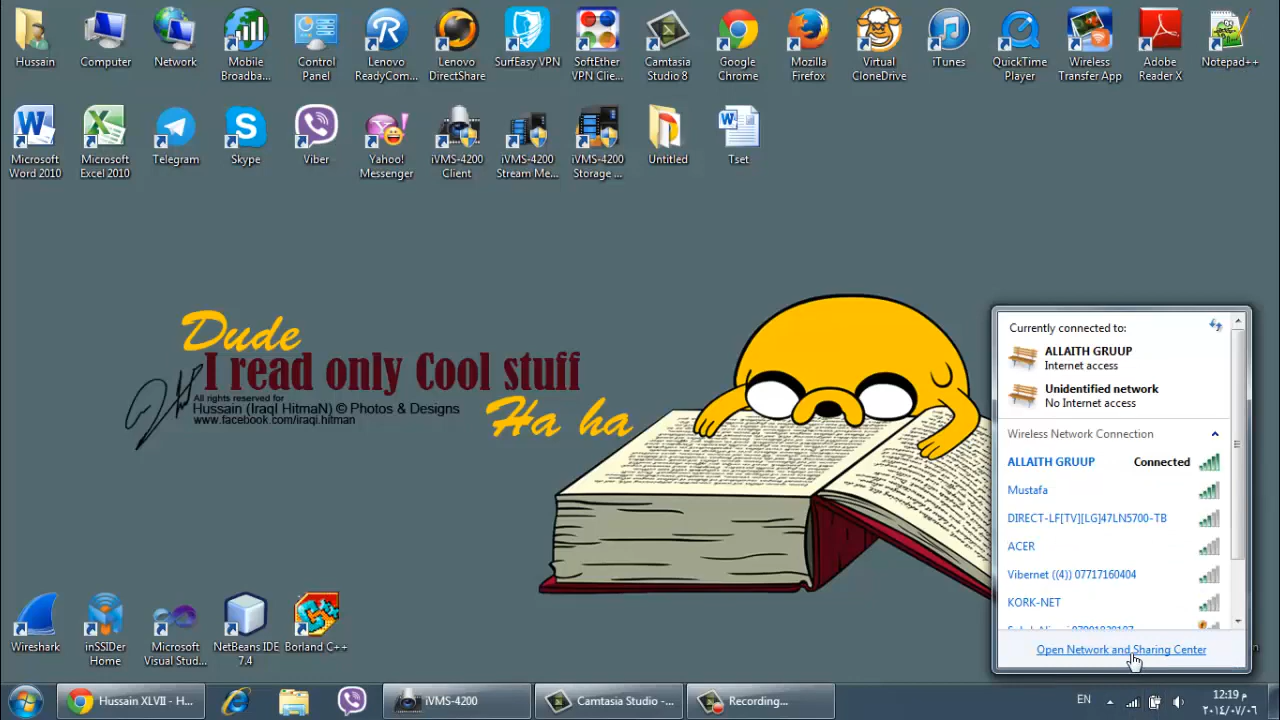 Hussain
Computer
Network
Mobile Broadba...
Control Panel
Lenovo ReadyCom...
Lenovo DirectShare
SurfEasy VPN
SoftEther VPN Clie...
Camtasia Studio 8
Google Chrome
Mozilla Firefox
Virtual CloneDrive
iTunes
QuickTime Player
Wireless Transfer App
Adobe Reader X
Notepad++
Microsoft Word 2010
Microsoft Excel 2010
Telegram
Skype
Viber
Yahoo! Messenger
iVMS-4200 Client
iVMS-4200 Stream Me...
iVMS-4200 Storage ...
Untitled
Tset
Dude
I read only Cool stuff
All rights reserved for
Hussain (IraqI HitmaN) © Photos & Designs
www.facebook.com/iraqi.hitman
Ha ha
Currently connected to:
ALLAITH GRUUP
Internet access
Unidentified network
No Internet access
Wireless Network Connection
ALLAITH GRUUP Connected
Mustafa
DIRECT-LF[TV][LG]47LN5700-TB
ACER
Vibernet ((4)) 07717160404
KORK-NET
Open Network and Sharing Center
Wireshark
inSSIDer Home
Microsoft Visual Stud...
NetBeans IDE 7.4
Borland C++
Hussain XLVII - H...
iVMS-4200
Camtasia Studio -...
Recording...
EN
12:19 م
٢٠١٤/٠٧/٠٦